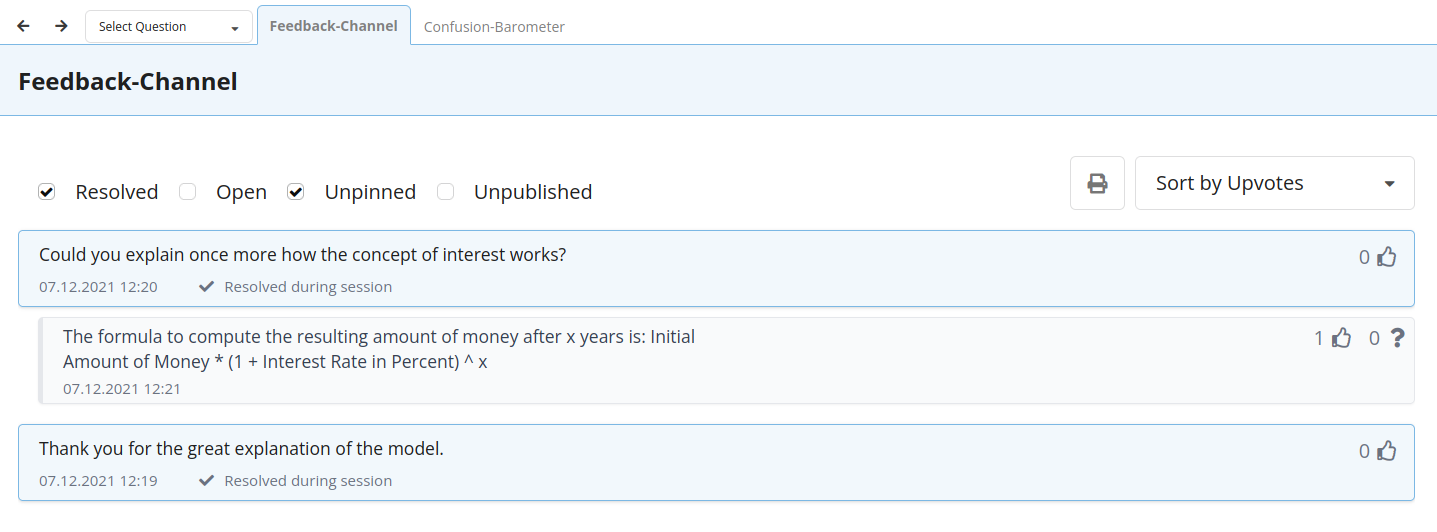 Select Question
Feedback-Channel
Confusion-Barometer
Feedback-Channel
Resolved
Open
Unpinned
Unpublished
Sort by Upvotes
Could you explain once more how the concept of interest works?
0
07.12.2021 12:20
Resolved during session
The formula to compute the resulting amount of money after x years is: Initial
Amount of Money * (1 + Interest Rate in Percent) ^ x
1
0 ?
07.12.2021 12:21
Thank you for the great explanation of the model.
0
07.12.2021 12:19
Resolved during session